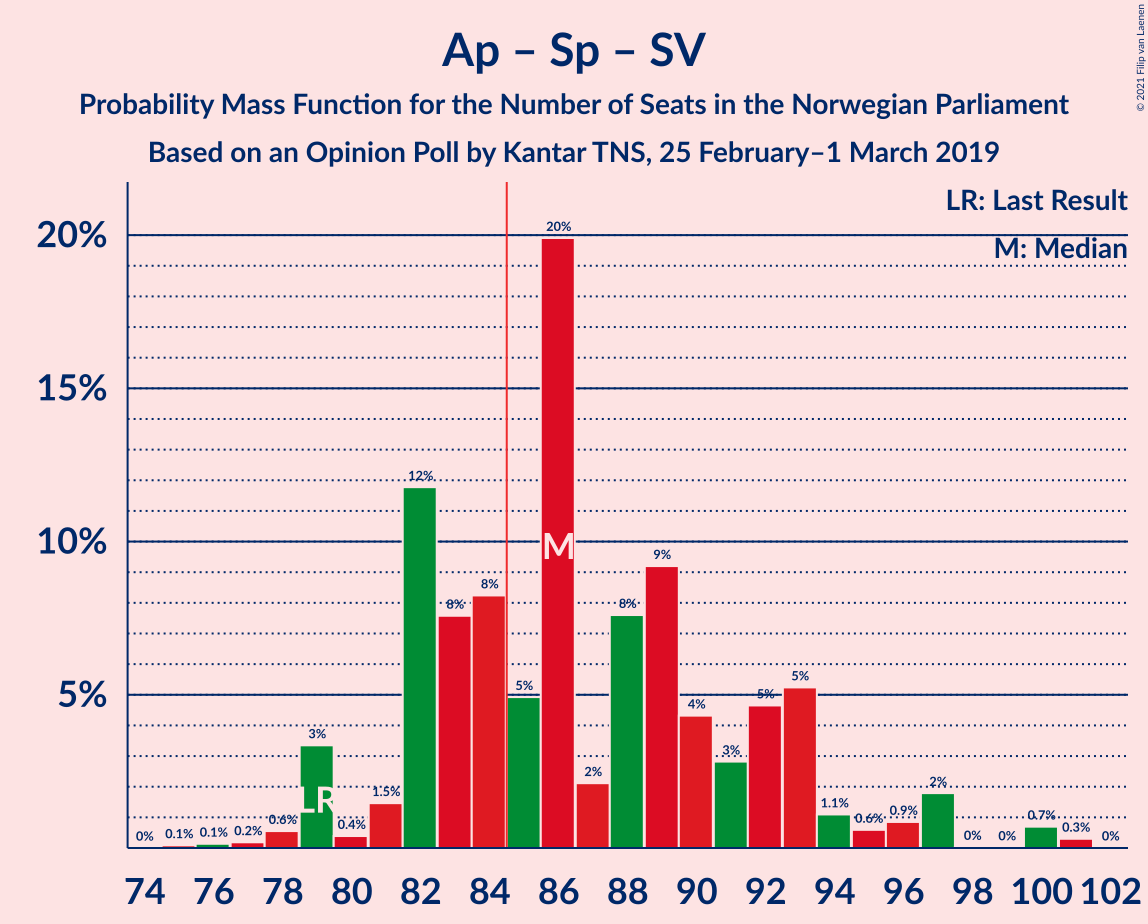 Ap – Sp – SV
Probability Mass Function for the Number of Seats in the Norwegian Parliament
Based on an Opinion Poll by Kantar TNS, 25 February–1 March 2019
© 2021 Filip van Laenen
LR: Last Result
M: Median
20%
15%
10%
5%
0% 0.1% 0.1% 0.2% 0.6% 3% 0.4% 1.5% 12% 8% 8% 5% 20% 2% 8% 9% 4% 3% 5% 5% 1.1% 0.6% 0.9% 2% 0% 0% 0.7% 0.3% 0%
LR
M
74 76 78 80 82 84 86 88 90 92 94 96 98 100 102